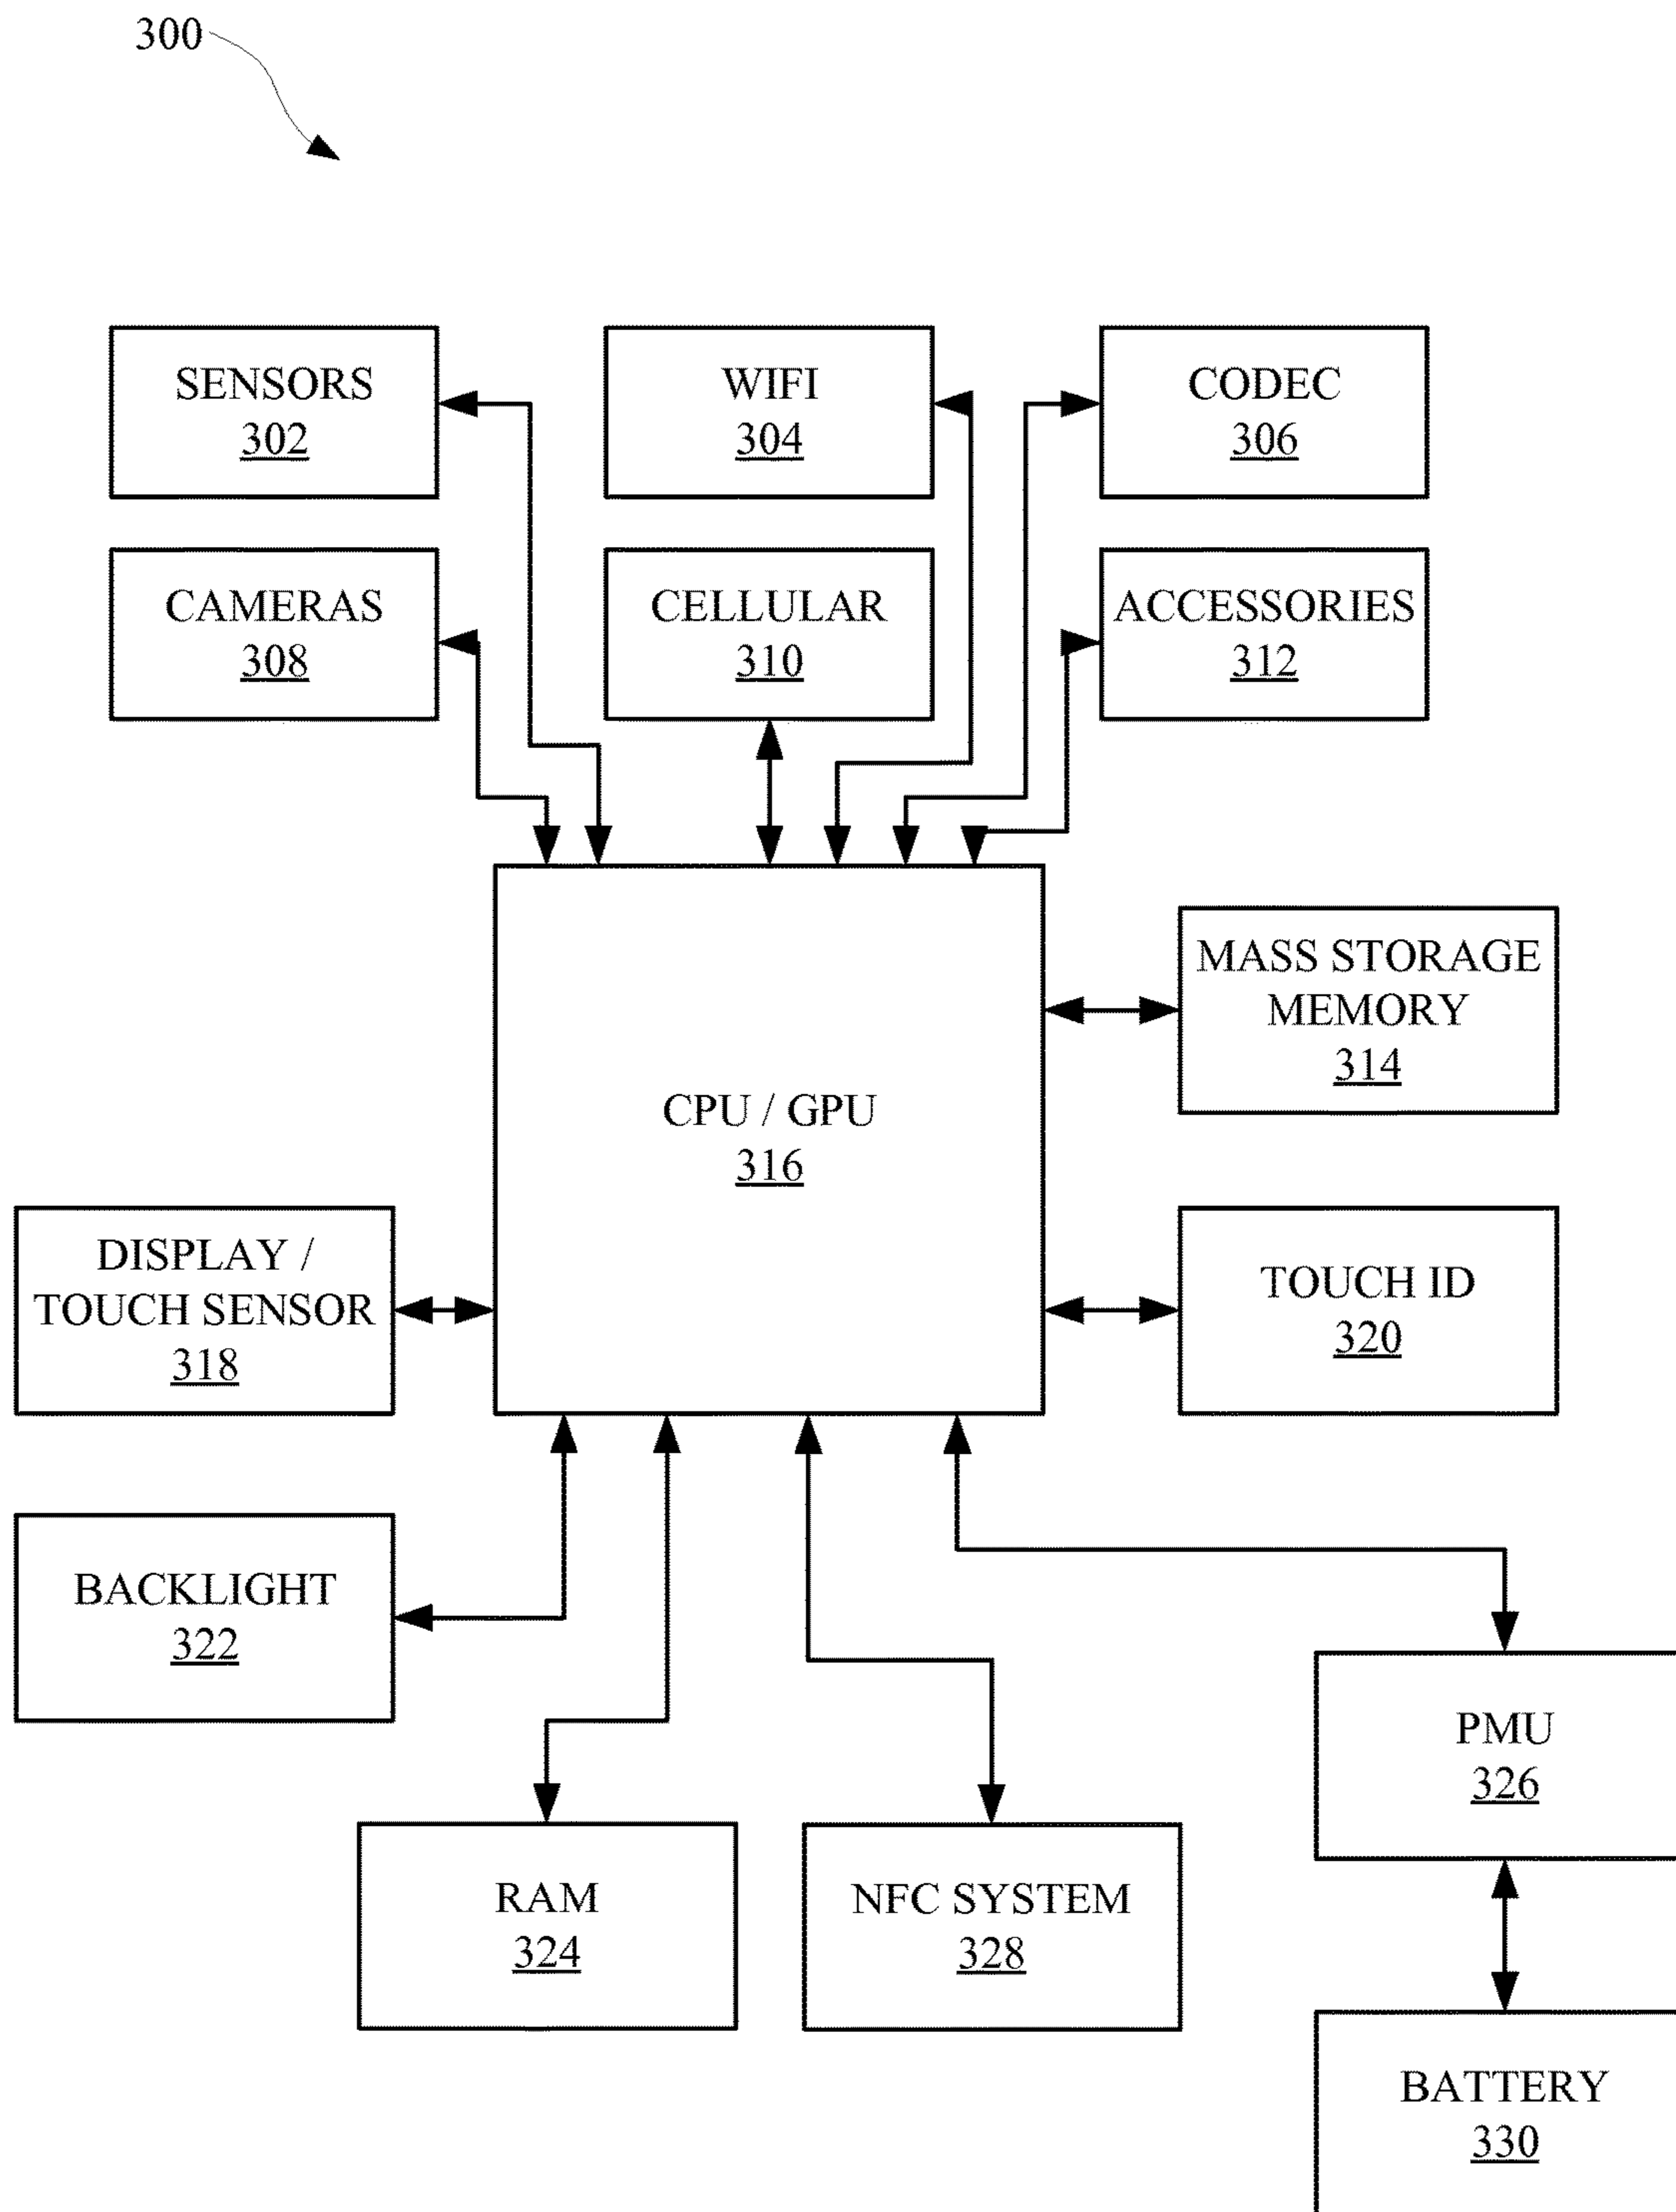 300
SENSORS
302
WIFI
304
CODEC
306
CAMERAS
308
CELLULAR
310
ACCESSORIES
312
MASS STORAGE
MEMORY
314
CPU / GPU
316
DISPLAY /
TOUCH SENSOR
318
TOUCH ID
320
BACKLIGHT
322
PMU
326
RAM
324
NFC SYSTEM
328
BATTERY
330